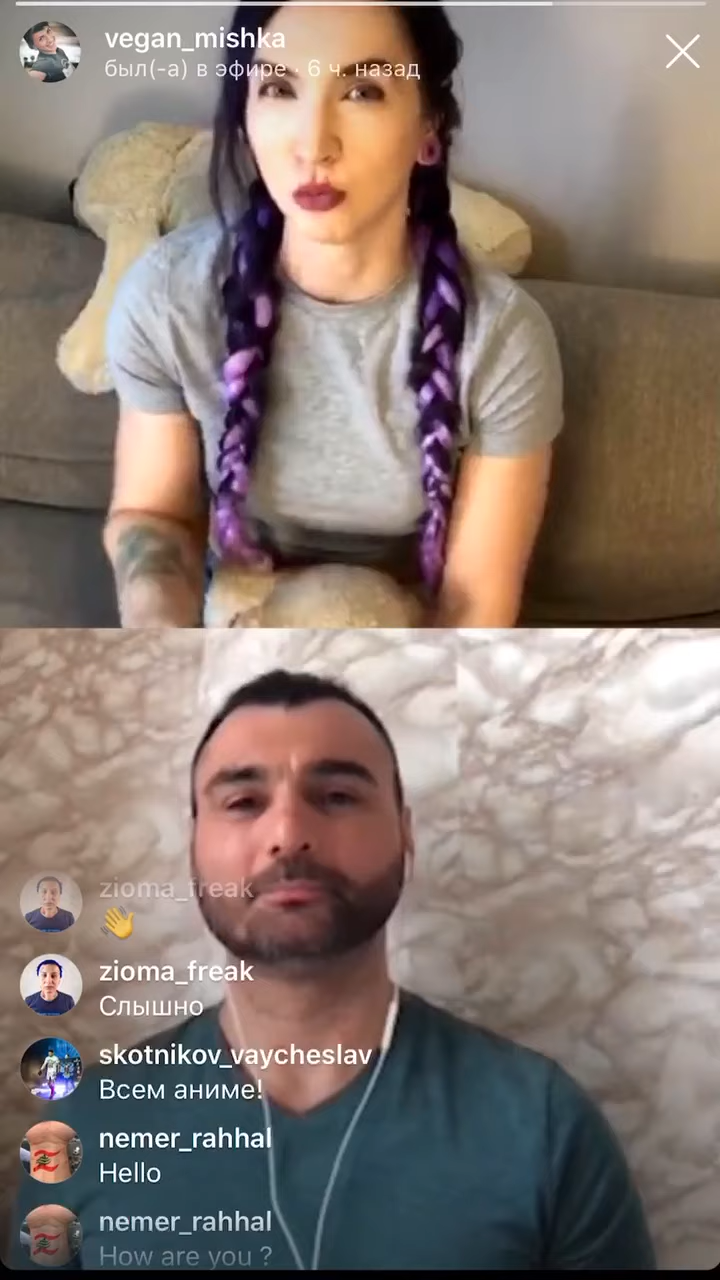 vegan_mishka
был(-а) в эфире · 6 ч. назад
zioma_freak
👋
zioma_freak
Слышно
skotnikov_vaycheslav
Всем аниме!
nemer_rahhal
Hello
nemer_rahhal
How are you ?